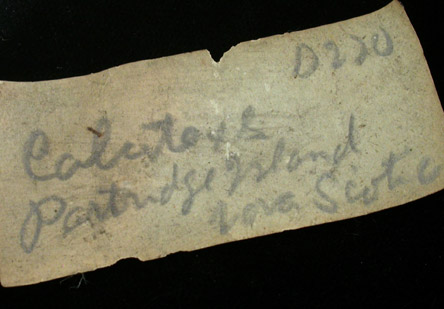 D220
Calcite
Partridge Island
Nova Scotia